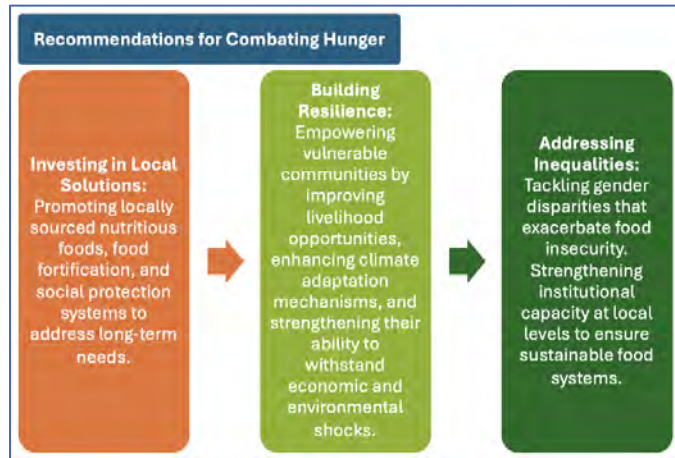 Recommendations for Combating Hunger
Investing in Local
Solutions:
Promoting locally
sourced nutritious
foods, food
fortification, and
social protection
systems to
address long-term
needs.
Building
Resilience:
Empowering
vulnerable
communities by
improving
livelihood
opportunities,
enhancing climate
adaptation
mechanisms, and
strengthening their
ability to
withstand
economic and
environmental
shocks.
Addressing
Inequalities:
Tackling gender
disparities that
exacerbate food
insecurity.
Strengthening
institutional
capacity at local
levels to ensure
sustainable food
systems.